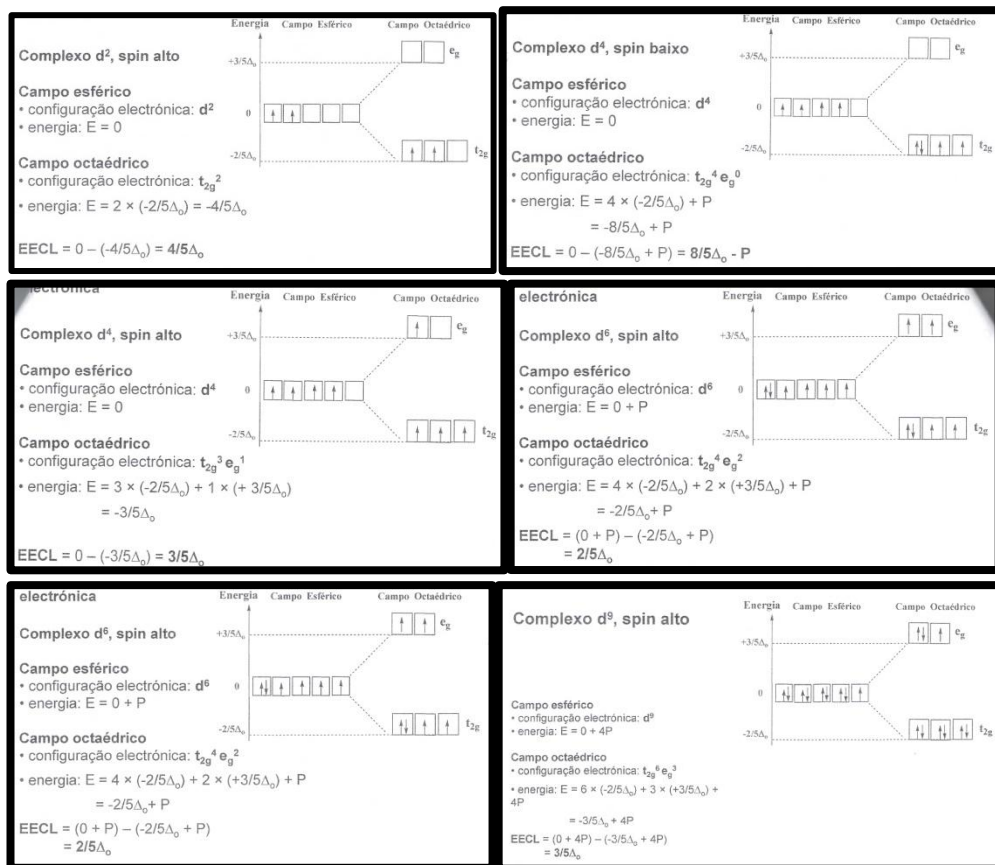 Energia Campo Esférico Campo Octaédrico
Complexo d², spin alto
+3/5Δₒ
e_g
Campo esférico
• configuração electrónica: d²
• energia: E = 0
0
Campo octaédrico
-2/5Δₒ
t₂g
• configuração electrónica: t₂g²
• energia: E = 2 × (-2/5Δₒ) = -4/5Δₒ
EECL = 0 – (-4/5Δₒ) = 4/5Δₒ
Energia Campo Esférico Campo Octaédrico
Complexo d⁴, spin baixo
+3/5Δₒ
e_g
Campo esférico
• configuração electrónica: d⁴
• energia: E = 0
0
Campo octaédrico
-2/5Δₒ
t₂g
• configuração electrónica: t₂g⁴ e_g⁰
• energia: E = 4 × (-2/5Δₒ) + P
= -8/5Δₒ + P
EECL = 0 – (-8/5Δₒ + P) = 8/5Δₒ - P
electrónica
Energia Campo Esférico Campo Octaédrico
Complexo d⁴, spin alto
+3/5Δₒ
e_g
Campo esférico
• configuração electrónica: d⁴
• energia: E = 0
0
Campo octaédrico
-2/5Δₒ
t₂g
• configuração electrónica: t₂g³ e_g¹
• energia: E = 3 × (-2/5Δₒ) + 1 × (+ 3/5Δₒ)
= -3/5Δₒ
EECL = 0 – (-3/5Δₒ) = 3/5Δₒ
electrónica
Energia Campo Esférico Campo Octaédrico
Complexo d⁶, spin alto
+3/5Δₒ
e_g
Campo esférico
• configuração electrónica: d⁶
• energia: E = 0 + P
0
Campo octaédrico
-2/5Δₒ
t₂g
• configuração electrónica: t₂g⁴ e_g²
• energia: E = 4 × (-2/5Δₒ) + 2 × (+3/5Δₒ) + P
= -2/5Δₒ+ P
EECL = (0 + P) – (-2/5Δₒ + P)
= 2/5Δₒ
electrónica
Energia Campo Esférico Campo Octaédrico
Complexo d⁶, spin alto
+3/5Δₒ
e_g
Campo esférico
• configuração electrónica: d⁶
• energia: E = 0 + P
0
Campo octaédrico
-2/5Δₒ
t₂g
• configuração electrónica: t₂g⁴ e_g²
• energia: E = 4 × (-2/5Δₒ) + 2 × (+3/5Δₒ) + P
= -2/5Δₒ+ P
EECL = (0 + P) – (-2/5Δₒ + P)
= 2/5Δₒ
Energia Campo Esférico Campo Octaédrico
Complexo d⁹, spin alto
+3/5Δₒ
e_g
0
Campo esférico
• configuração electrónica: d⁹
• energia: E = 0 + 4P
-2/5Δₒ
t₂g
Campo octaédrico
• configuração electrónica: t₂g⁶ e_g³
• energia: E = 6 × (-2/5Δₒ) + 3 × (+3/5Δₒ) +
4P
= -3/5Δₒ + 4P
EECL = (0 + 4P) – (-3/5Δₒ + 4P)
= 3/5Δₒ